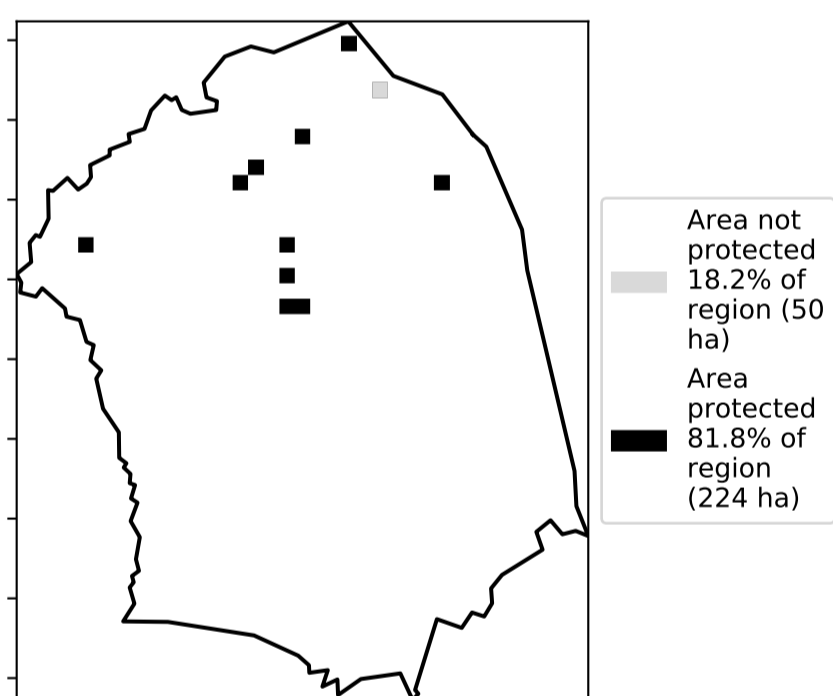 Area not
protected
18.2% of
region (50
ha)
Area
protected
81.8% of
region
(224 ha)